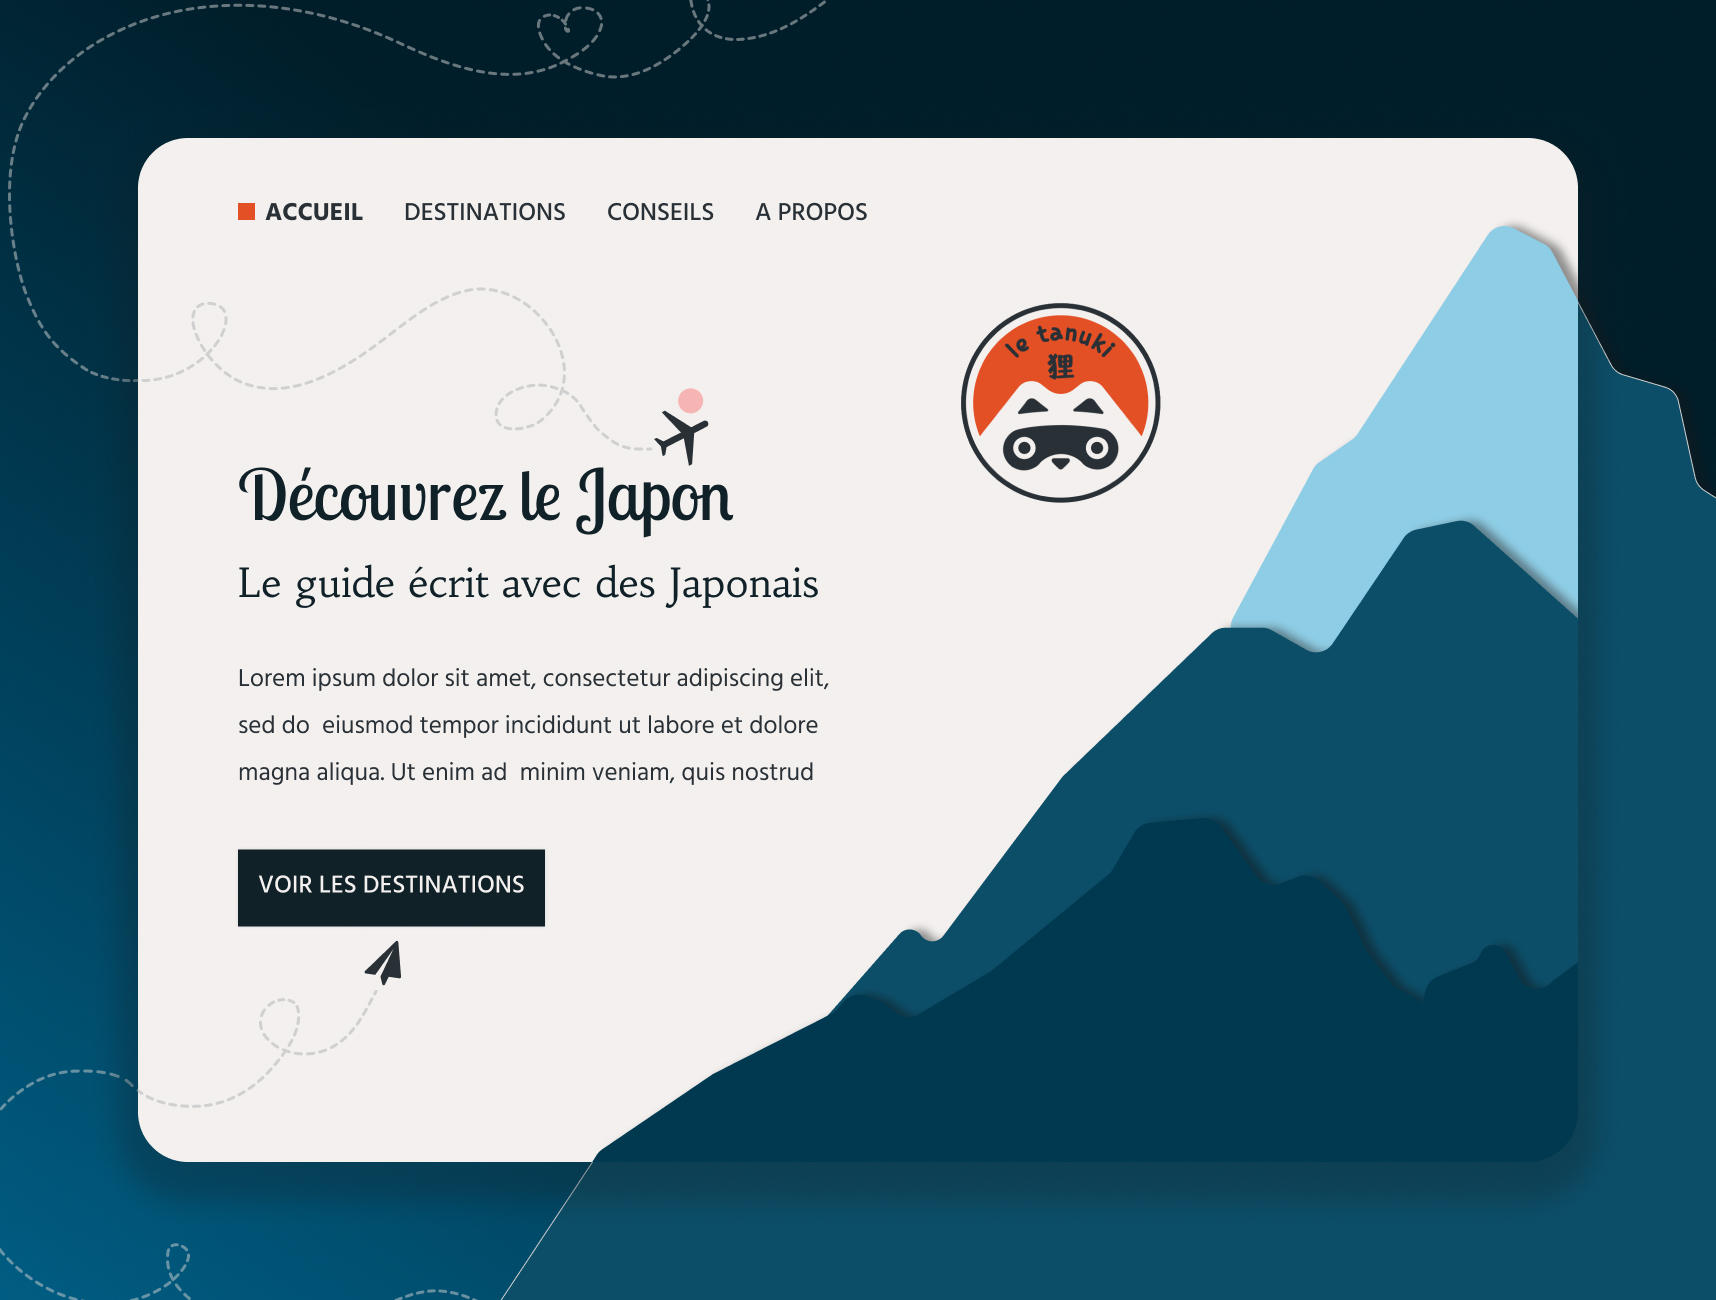 ACCUEIL DESTINATIONS CONSEILS A PROPOS
le tanuki
狸
Découvrez le Japon
Le guide écrit avec des Japonais
Lorem ipsum dolor sit amet, consectetur adipiscing elit,
sed do  eiusmod tempor incididunt ut labore et dolore
magna aliqua. Ut enim ad  minim veniam, quis nostrud
VOIR LES DESTINATIONS